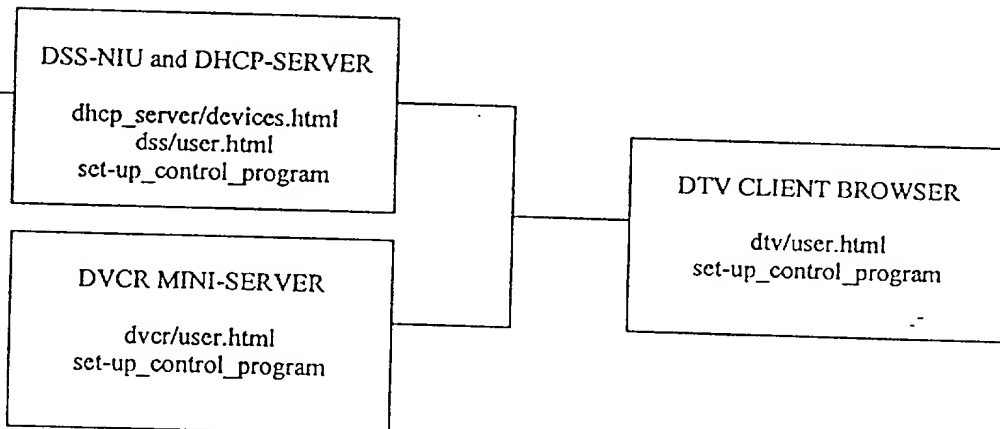 DSS-NIU and DHCP-SERVER
dhcp_server/devices.html
dss/user.html
set-up_control_program
DVCR MINI-SERVER
dvcr/user.html
set-up_control_program
DTV CLIENT BROWSER
dtv/user.html
set-up_control_program